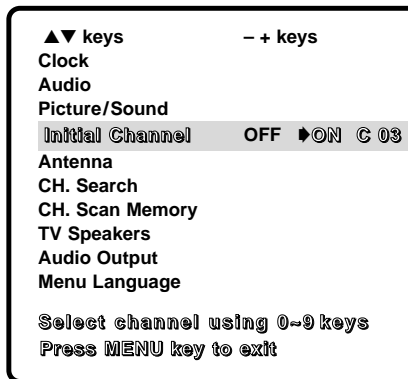 ▲▼ keys – + keys
Clock
Audio
Picture/Sound
Initial Channel OFF ➧ON C 03
Antenna
CH. Search
CH. Scan Memory
TV Speakers
Audio Output
Menu Language
Select channel using 0~9 keys
Press MENU key to exit